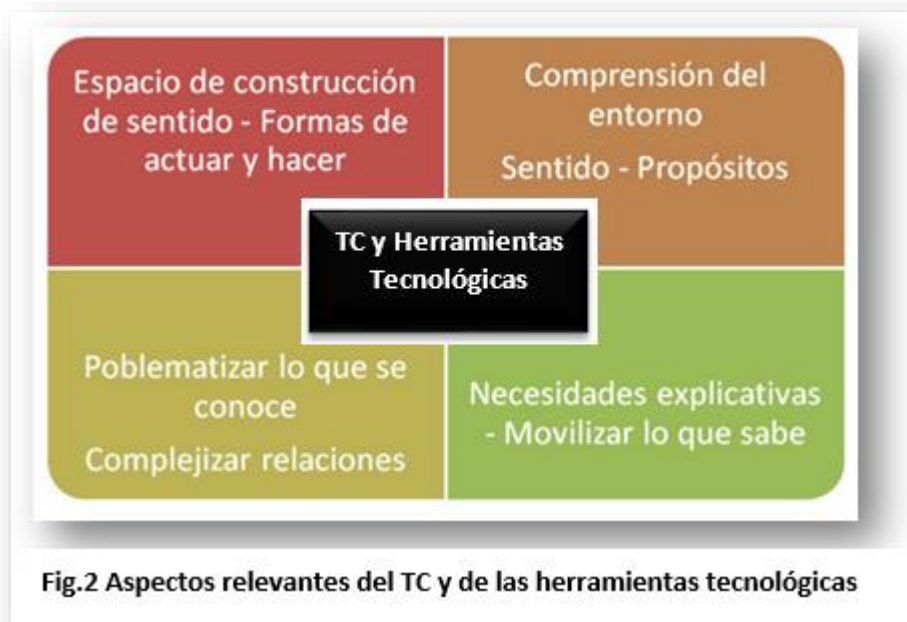 Espacio de construcción
de sentido - Formas de
actuar y hacer
Comprensión del
entorno
Sentido - Propósitos
TC y Herramientas
Tecnológicas
Poblematizar lo que se
conoce
Complejizar relaciones
Necesidades explicativas
- Movilizar lo que sabe
Fig.2 Aspectos relevantes del TC y de las herramientas tecnológicas